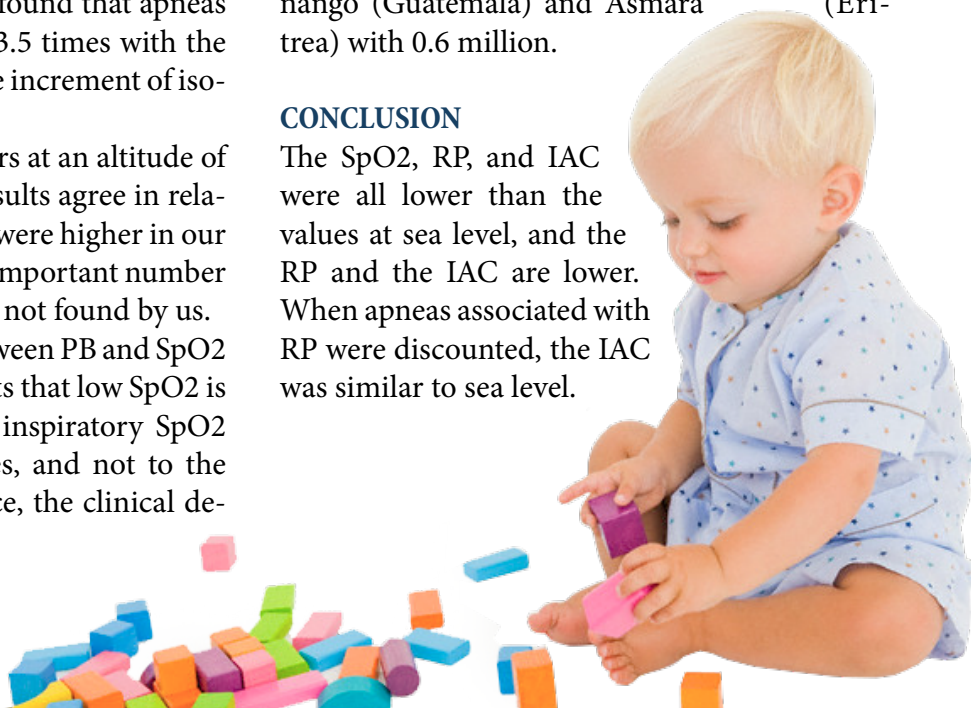 found that apneas
3.5 times with the
e increment of iso-
rs at an altitude of
sults agree in rela-
were higher in our
mportant number
not found by us.
ween PB and SpO2
ts that low SpO2 is
inspiratory SpO2
es, and not to the
ce, the clinical de-
nango (Guatemala) and Asmara (Eri-
trea) with 0.6 million.
CONCLUSION
The SpO2, RP, and IAC
were all lower than the
values at sea level, and the
RP and the IAC are lower.
When apneas associated with
RP were discounted, the IAC
was similar to sea level.